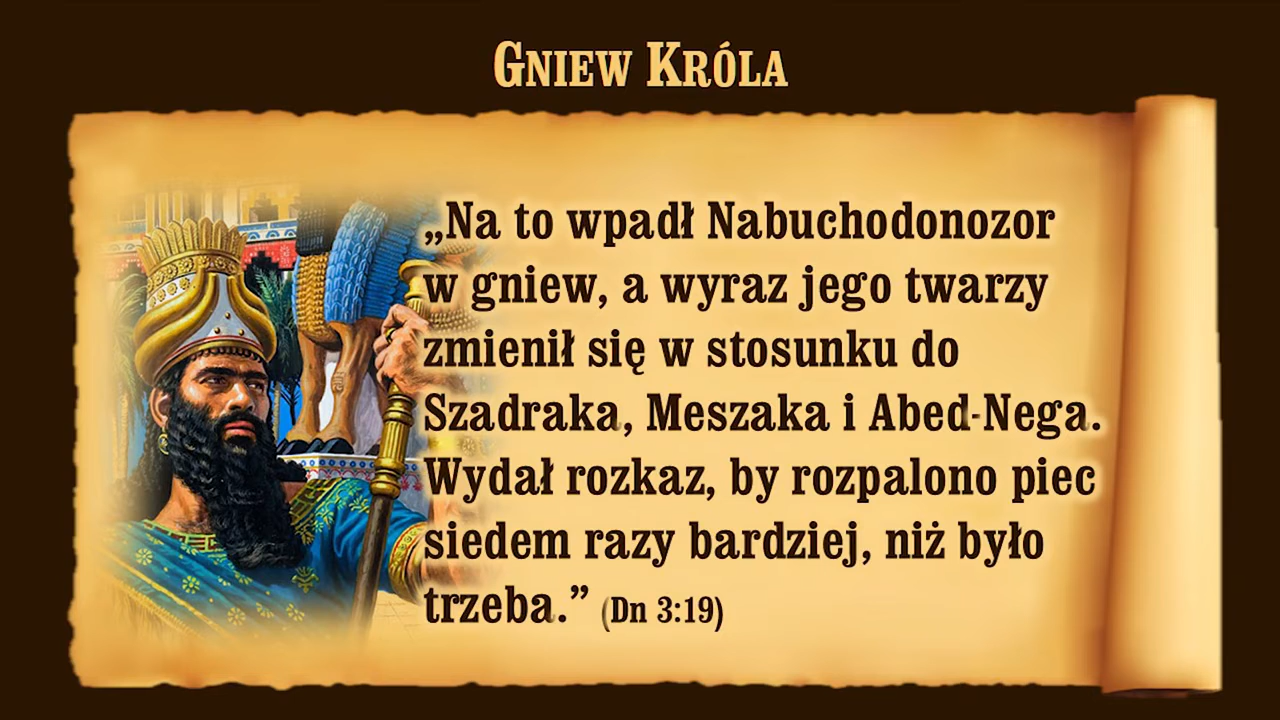 Gniew Króla
„Na to wpadł Nabuchodonozor
w gniew, a wyraz jego twarzy
zmienił się w stosunku do
Szadraka, Meszaka i Abed-Nega.
Wydał rozkaz, by rozpalono piec
siedem razy bardziej, niż było
trzeba.” (Dn 3:19)